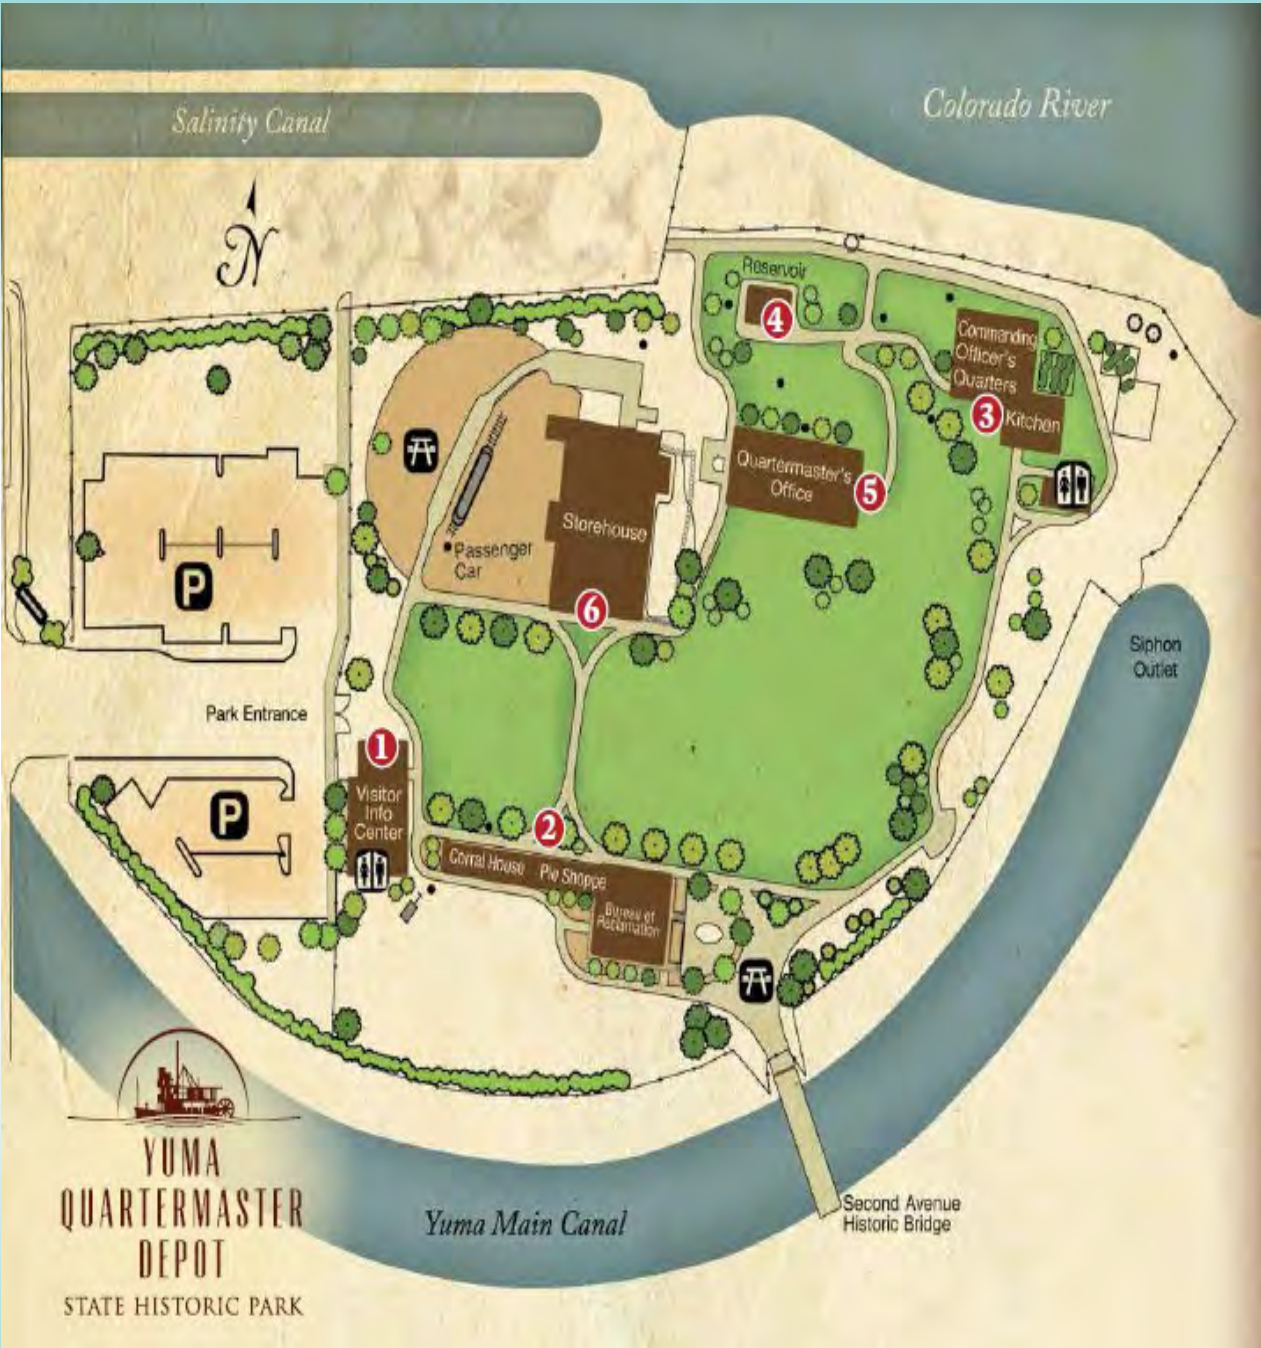 Colorado River
Salinity Canal
N
Reservoir
4
Commanding
Officer's
Quarters
3
Kitchen
Quartermaster's
Office
5
Storehouse
Passenger
Car
6
P
Siphon
Outlet
Park Entrance
1
Visitor
Info
Center
P
2
Corral House
Pie Shoppe
Bureau of
Reclamation
Second Avenue
Historic Bridge
Yuma Main Canal
YUMA
QUARTERMASTER
DEPOT
STATE HISTORIC PARK